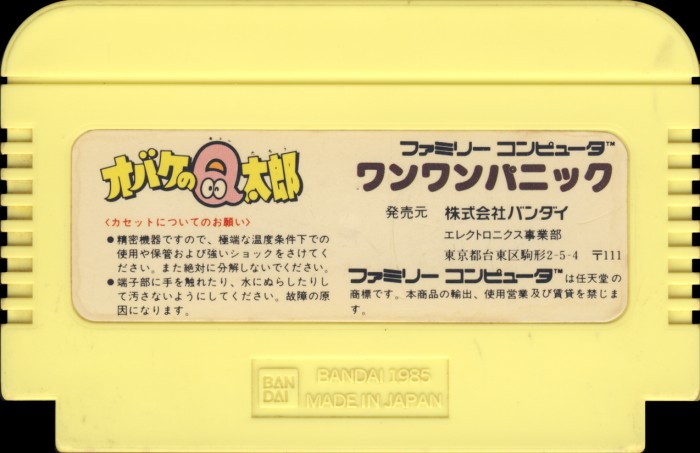 オバケのQ太郎
ファミリー コンピュータ™
ワンワンパニック
発売元 株式会社バンダイ
エレクトロニクス事業部
東京都台東区駒形2-5-4 〒111
〈カセットについてのお願い〉
●精密機器ですので、極端な温度条件下での
使用や保管および強いショックをさけてく
ださい。また絶対に分解しないでください。
●端子部に手を触れたり、水にぬらしたりし
て汚さないようにしてください。故障の原
因になります。
ファミリー コンピュータ™は任天堂の
商標です。本商品の輸出、使用営業及び賃貸を禁じま
す。
BAN
DAI
BANDAI 1985
MADE IN JAPAN